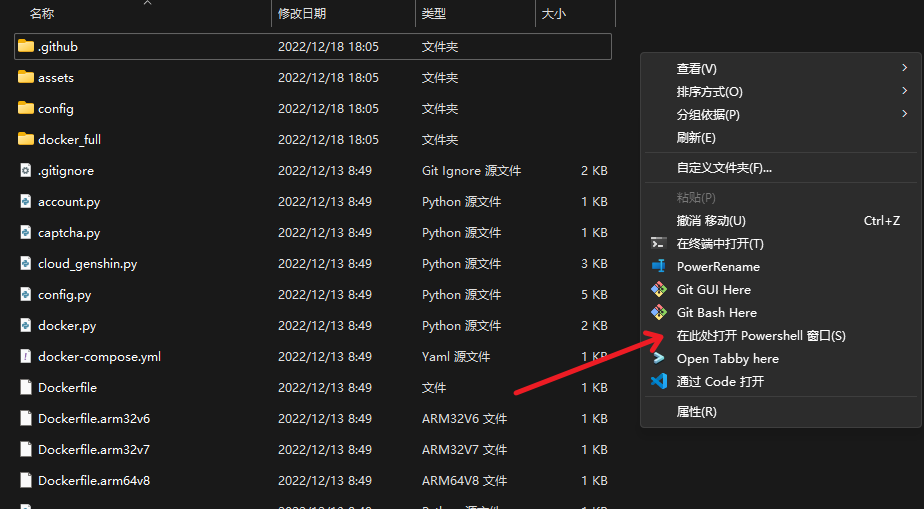 名称 修改日期 类型 大小
.github 2022/12/18 18:05 文件夹
assets 2022/12/18 18:05 文件夹
config 2022/12/18 18:05 文件夹
docker_full 2022/12/18 18:05 文件夹
.gitignore 2022/12/13 8:49 Git Ignore 源文件 2 KB
account.py 2022/12/13 8:49 Python 源文件 1 KB
captcha.py 2022/12/13 8:49 Python 源文件 1 KB
cloud_genshin.py 2022/12/13 8:49 Python 源文件 3 KB
config.py 2022/12/13 8:49 Python 源文件 5 KB
docker.py 2022/12/13 8:49 Python 源文件 2 KB
docker-compose.yml 2022/12/13 8:49 Yaml 源文件 1 KB
Dockerfile 2022/12/13 8:49 文件 1 KB
Dockerfile.arm32v6 2022/12/13 8:49 ARM32V6 文件 1 KB
Dockerfile.arm32v7 2022/12/13 8:49 ARM32V7 文件 1 KB
Dockerfile.arm64v8 2022/12/13 8:49 ARM64V8 文件 1 KB
查看(V)
排序方式(O)
分组依据(P)
刷新(E)
自定义文件夹(F)...
粘贴(P)
撤消 移动(U) Ctrl+Z
在终端中打开(T)
PowerRename
Git GUI Here
Git Bash Here
在此处打开 Powershell 窗口(S)
Open Tabby here
通过 Code 打开
属性(R)